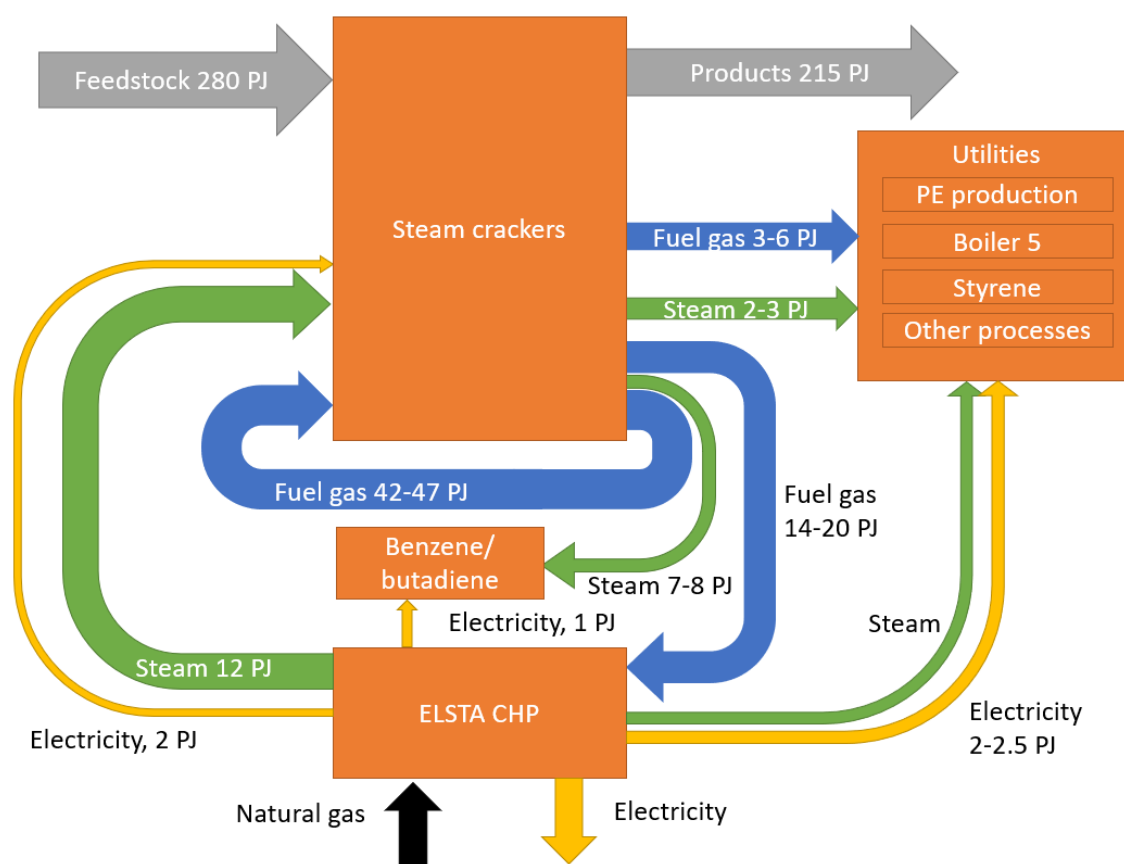 Feedstock 280 PJ
Products 215 PJ
Steam crackers
Utilities
PE production
Boiler 5
Styrene
Other processes
Fuel gas 3-6 PJ
Steam 2-3 PJ
Fuel gas 42-47 PJ
Fuel gas
14-20 PJ
Benzene/
butadiene
Steam 7-8 PJ
Electricity, 1 PJ
Steam
Steam 12 PJ
ELSTA CHP
Electricity, 2 PJ
Electricity
2-2.5 PJ
Natural gas
Electricity